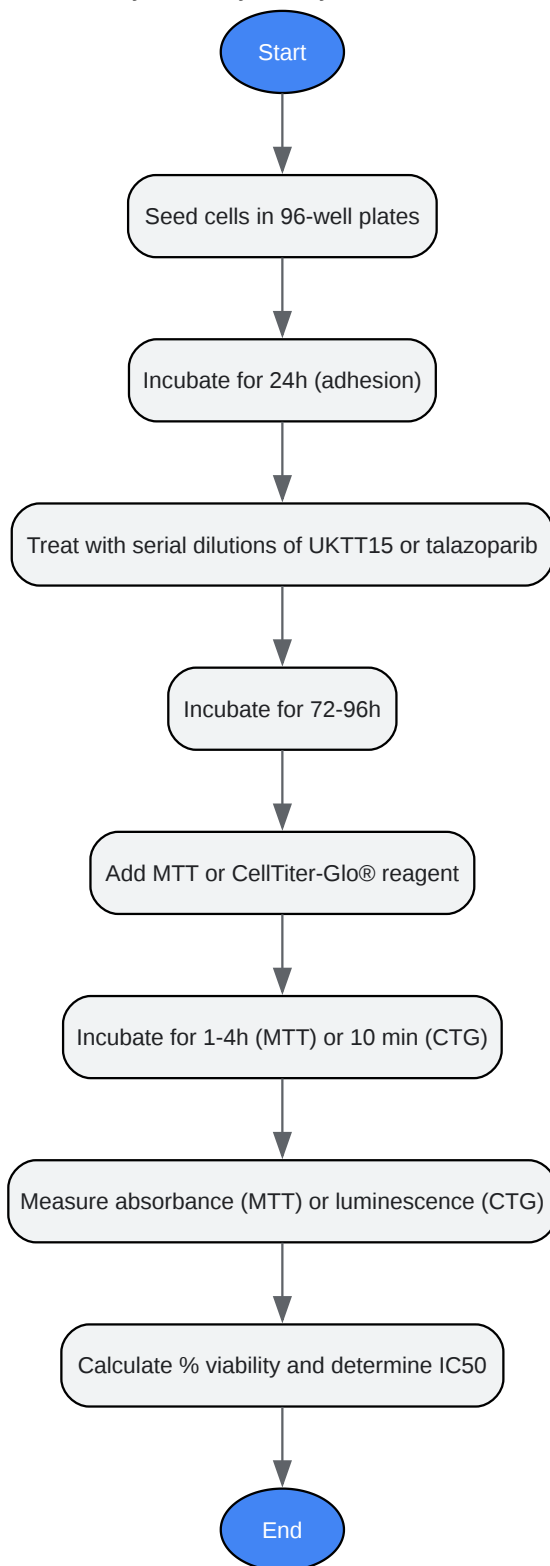 Start
Seed cells in 96-well plates
Incubate for 24h (adhesion)
Treat with serial dilutions of UKTT15 or talazoparib
Incubate for 72-96h
Add MTT or CellTiter-Glo® reagent
Incubate for 1-4h (MTT) or 10 min (CTG)
Measure absorbance (MTT) or luminescence (CTG)
Calculate % viability and determine IC50
End